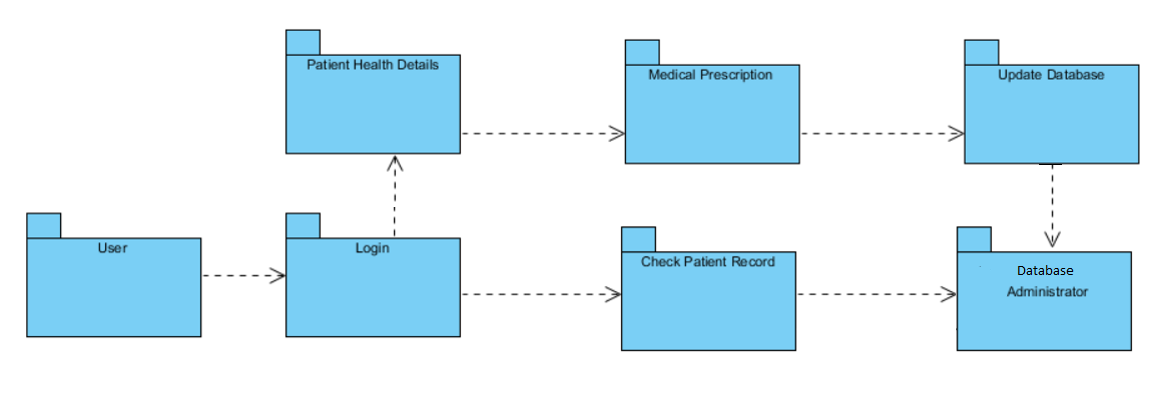 Patient Health Details
Medical Prescription
Update Database
User
Login
Check Patient Record
Database
Administrator